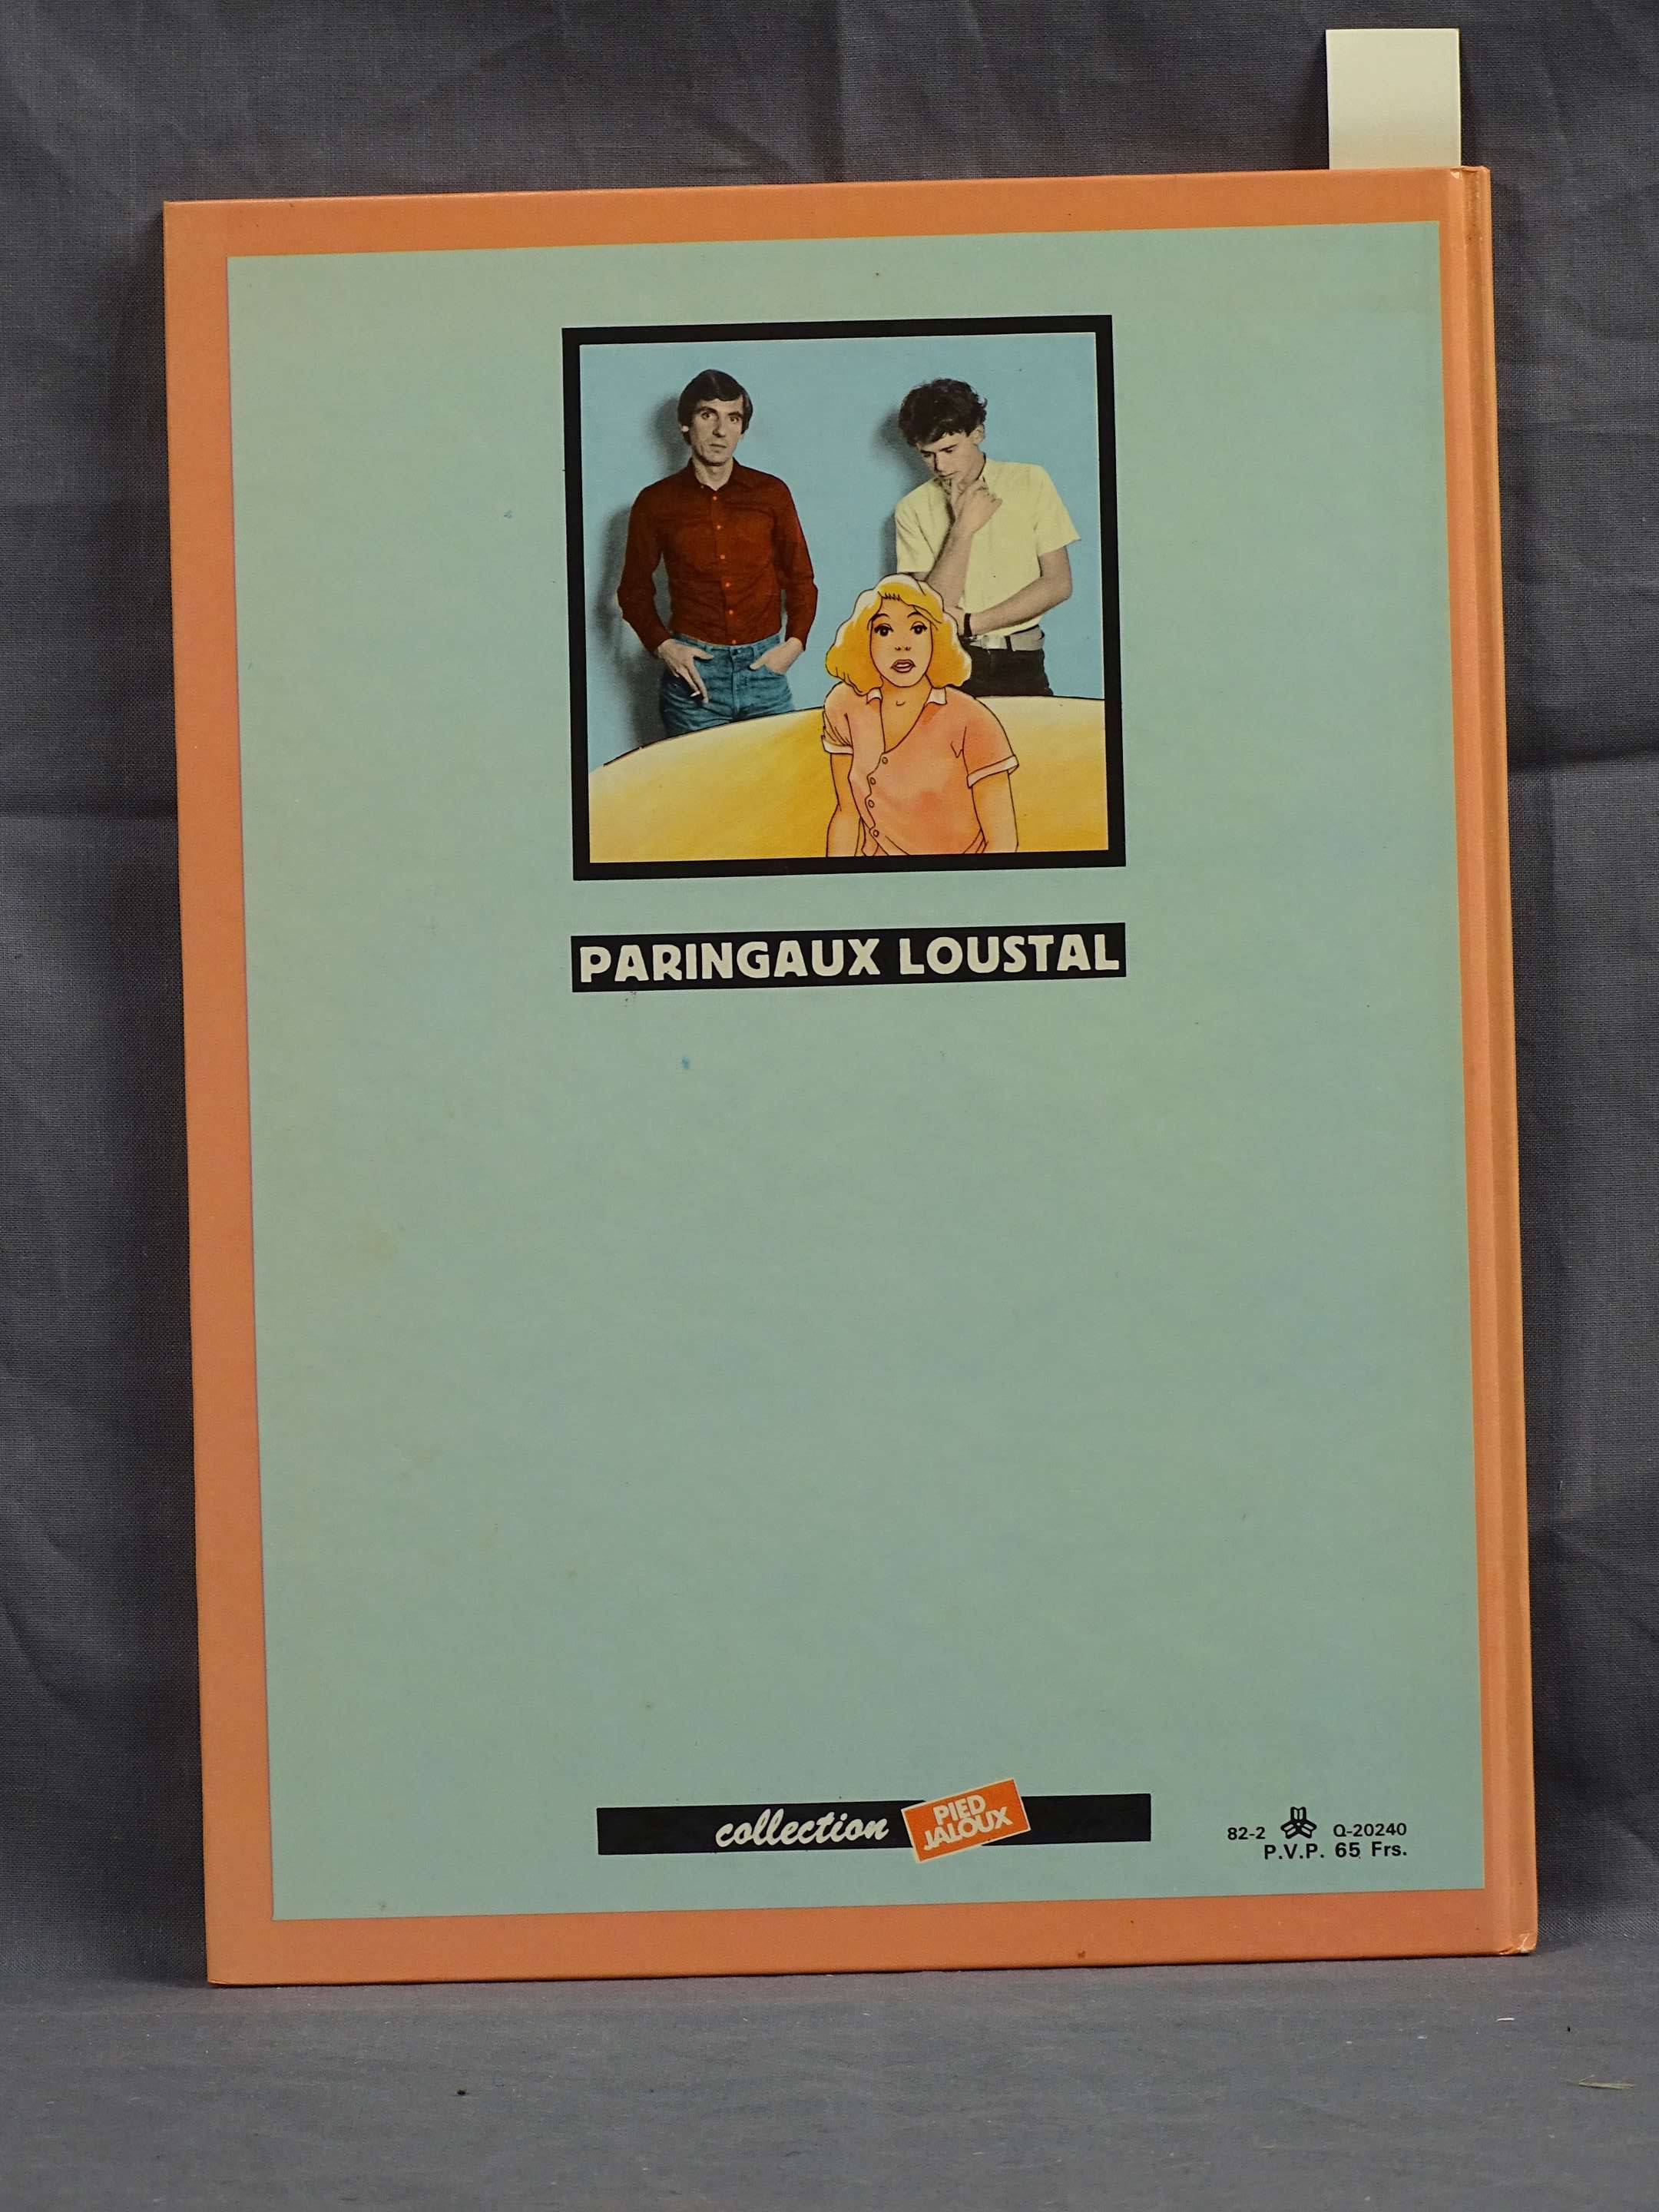 PARINGAUX LOUSTAL
collection PIED
JALOUX
82-2 Q-20240
P.V.P. 65 Frs.